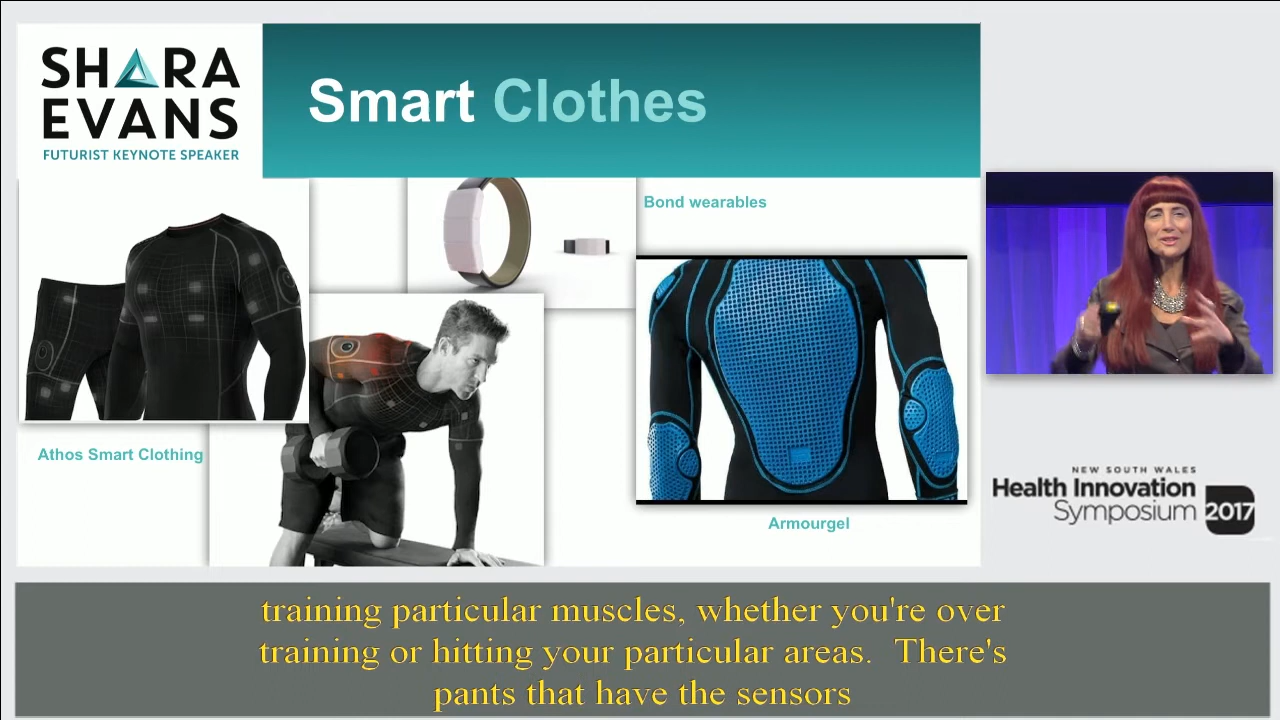 SHARA
EVANS
FUTURIST KEYNOTE SPEAKER
Smart Clothes
Bond wearables
Athos Smart Clothing
Armourgel
NEW SOUTH WALES
Health Innovation
Symposium 2017
training particular muscles, whether you're over
training or hitting your particular areas.  There's
pants that have the sensors